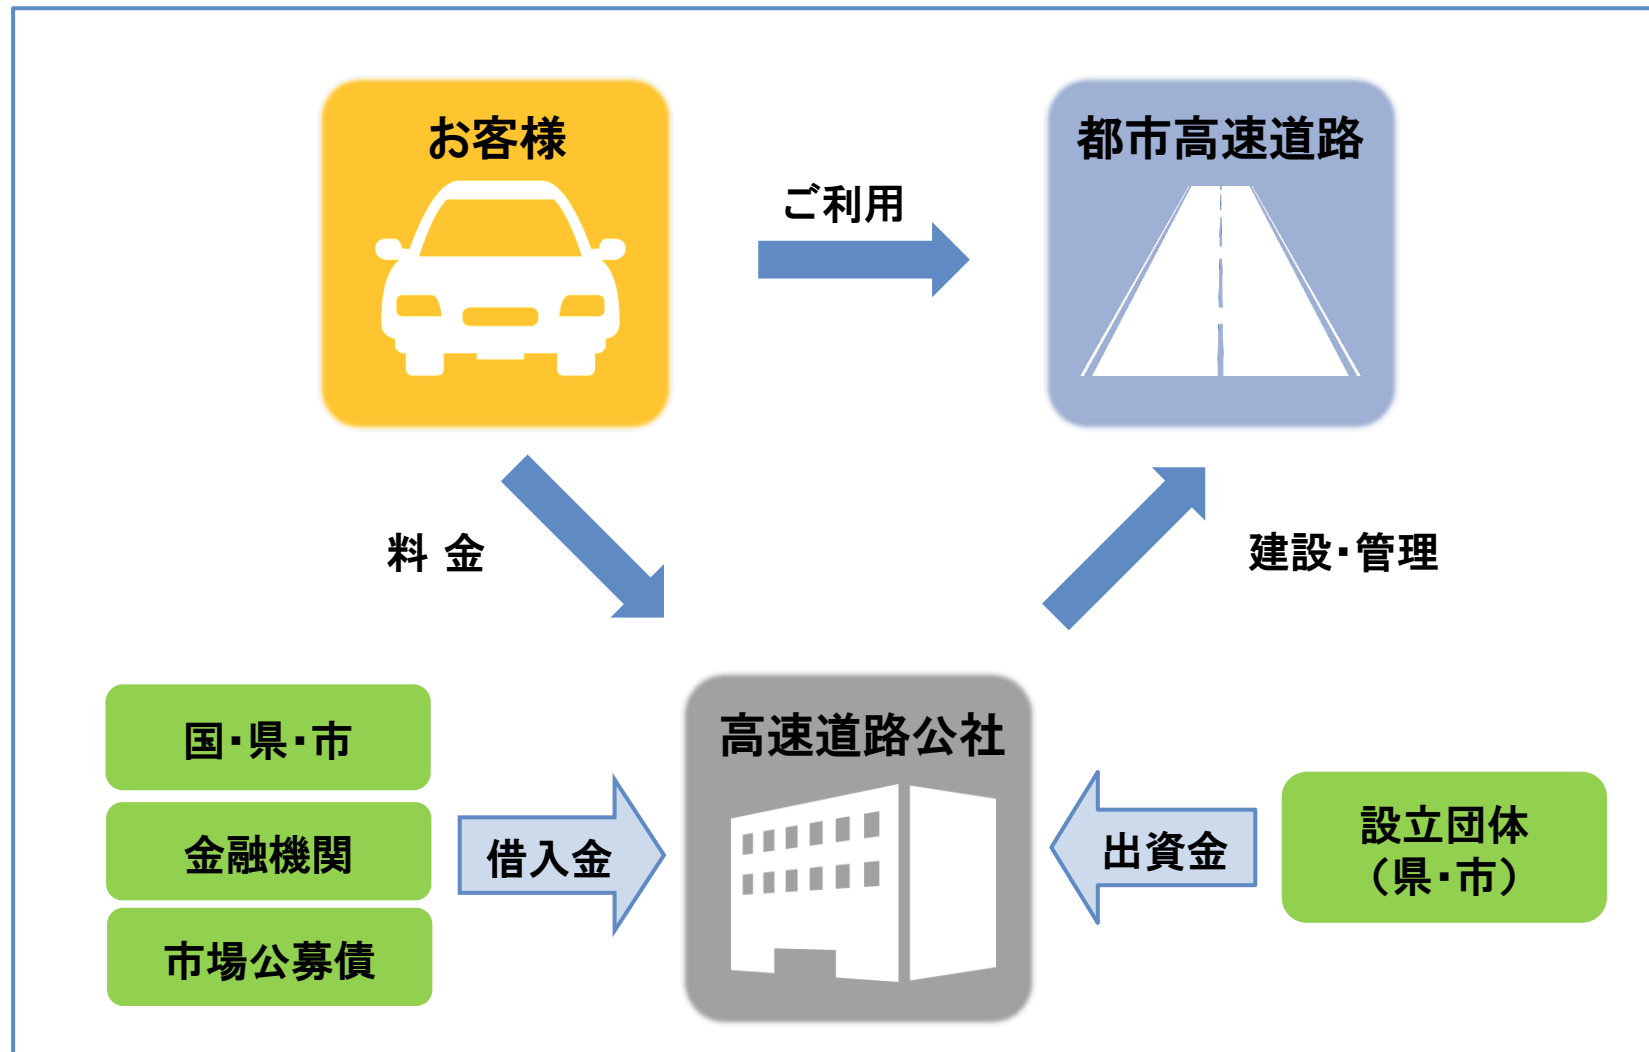 お客様
都市高速道路
ご利用
料 金
建設・管理
国・県・市
高速道路公社
金融機関
借入金
出資金
設立団体
（県・市）
市場公募債